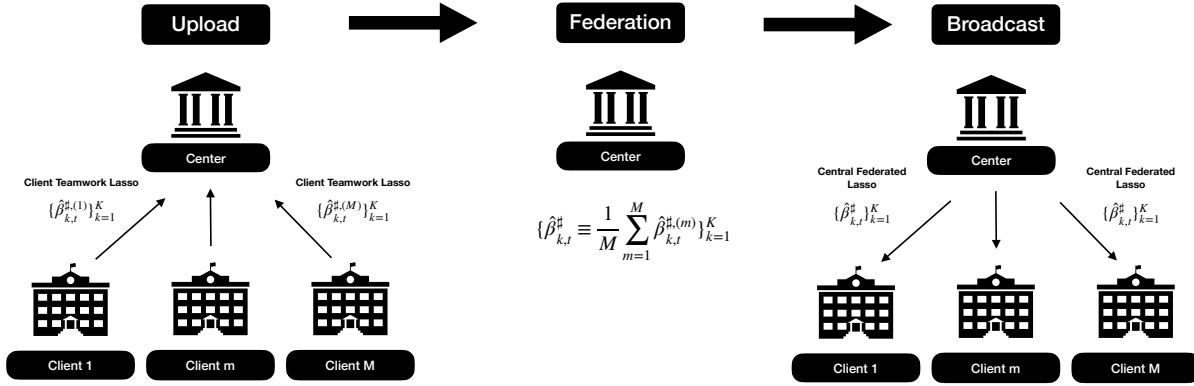 Upload
Federation
Broadcast
Center
Center
Center
Client Teamwork Lasso
Client Teamwork Lasso
Central Federated
Lasso
Central Federated
Lasso
{β̂^{♯,(1)}_{k,t}}^K_{k=1}
{β̂^{♯,(M)}_{k,t}}^K_{k=1}
{β̂^♯_{k,t} ≡ 1/M ∑^M_{m=1} β̂^{♯,(m)}_{k,t}}^K_{k=1}
{β̂^♯_{k,t}}^K_{k=1}
{β̂^♯_{k,t}}^K_{k=1}
Client 1
Client m
Client M
Client 1
Client m
Client M